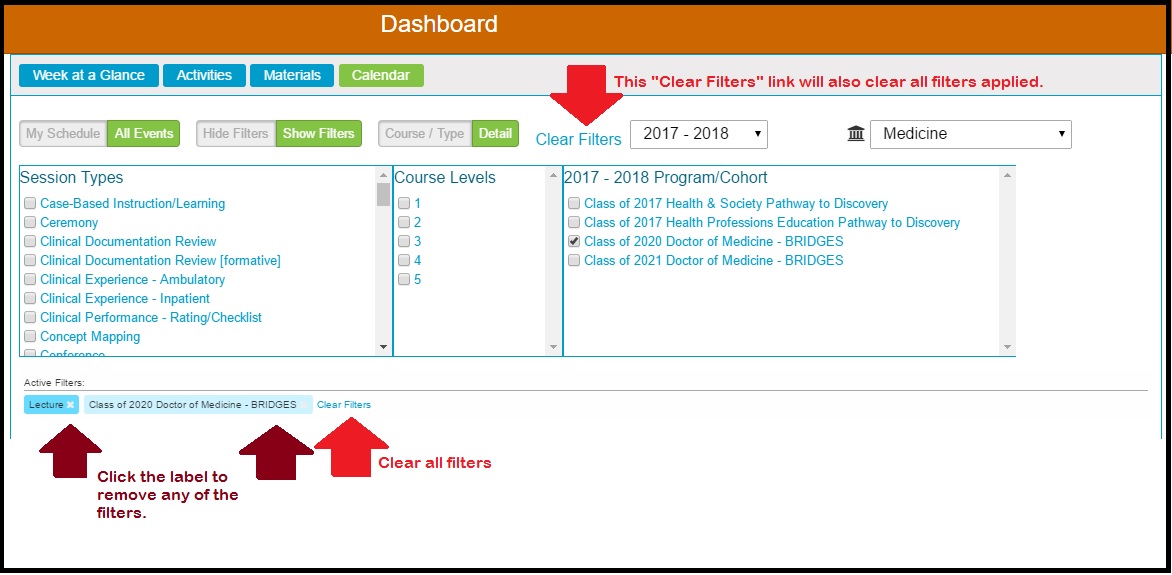 Dashboard
Week at a Glance Activities Materials Calendar
This "Clear Filters" link will also clear all filters applied.
My Schedule All Events Hide Filters Show Filters Course / Type Detail Clear Filters 2017 - 2018 Medicine
Session Types
Case-Based Instruction/Learning
Ceremony
Clinical Documentation Review
Clinical Documentation Review [formative]
Clinical Experience - Ambulatory
Clinical Experience - Inpatient
Clinical Performance - Rating/Checklist
Concept Mapping
Conference
Course Levels
1
2
3
4
5
2017 - 2018 Program/Cohort
Class of 2017 Health & Society Pathway to Discovery
Class of 2017 Health Professions Education Pathway to Discovery
Class of 2020 Doctor of Medicine - BRIDGES
Class of 2021 Doctor of Medicine - BRIDGES
Active Filters:
Lecture Class of 2020 Doctor of Medicine - BRIDGES Clear Filters
Click the label to
remove any of the
filters.
Clear all filters